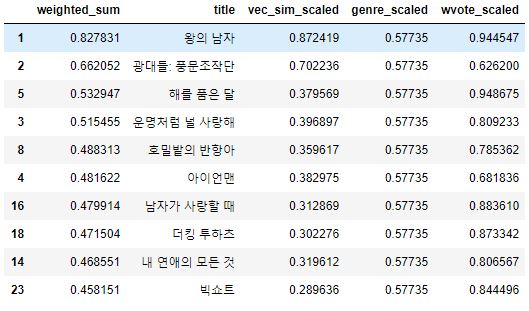 weighted_sum title vec_sim_scaled genre_scaled wvote_scaled
1 0.827831 왕의 남자 0.872419 0.57735 0.944547
2 0.662052 광대들: 풍문조작단 0.702236 0.57735 0.626200
5 0.532947 해를 품은 달 0.379569 0.57735 0.948675
3 0.515455 운명처럼 널 사랑해 0.396897 0.57735 0.809233
8 0.488313 호밀밭의 반항아 0.359617 0.57735 0.785362
4 0.481622 아이언맨 0.382975 0.57735 0.681836
16 0.479914 남자가 사랑할 때 0.312869 0.57735 0.883610
18 0.471504 더킹 투하츠 0.302276 0.57735 0.873342
14 0.468551 내 연애의 모든 것 0.319612 0.57735 0.806567
23 0.458151 빅쇼트 0.289636 0.57735 0.844496